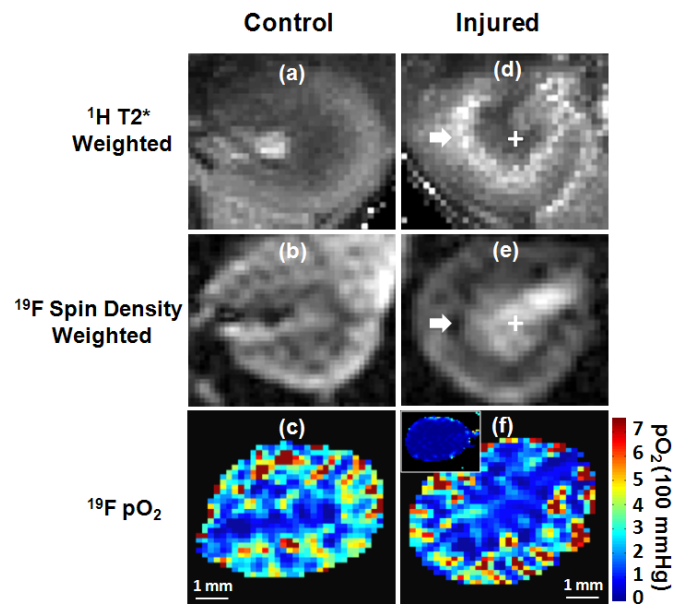 Control Injured
(a) (d)
¹H T2*
Weighted
(b) (e)
¹⁹F Spin Density
Weighted
(c) (f)
¹⁹F pO₂
7
6
5
4
3
2
1
0
pO₂(100 mmHg)
1 mm 1 mm